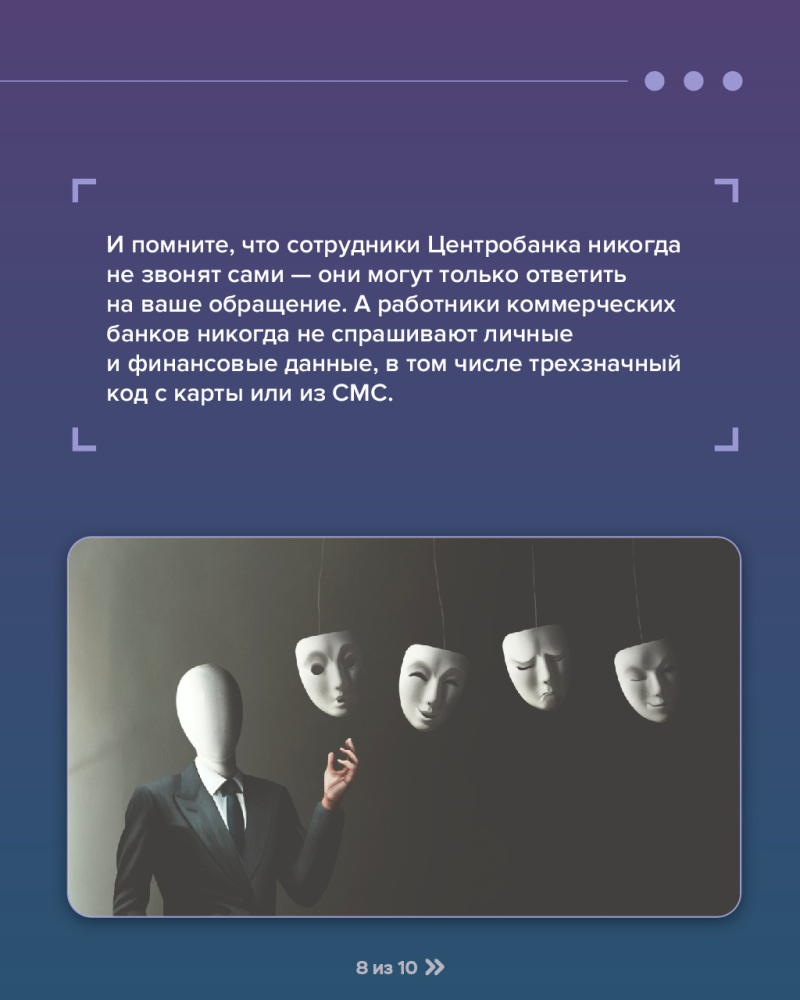 И помните, что сотрудники Центробанка никогда
не звонят сами — они могут только ответить
на ваше обращение. А работники коммерческих
банков никогда не спрашивают личные
и финансовые данные, в том числе трехзначный
код с карты или из СМС.
8 из 10